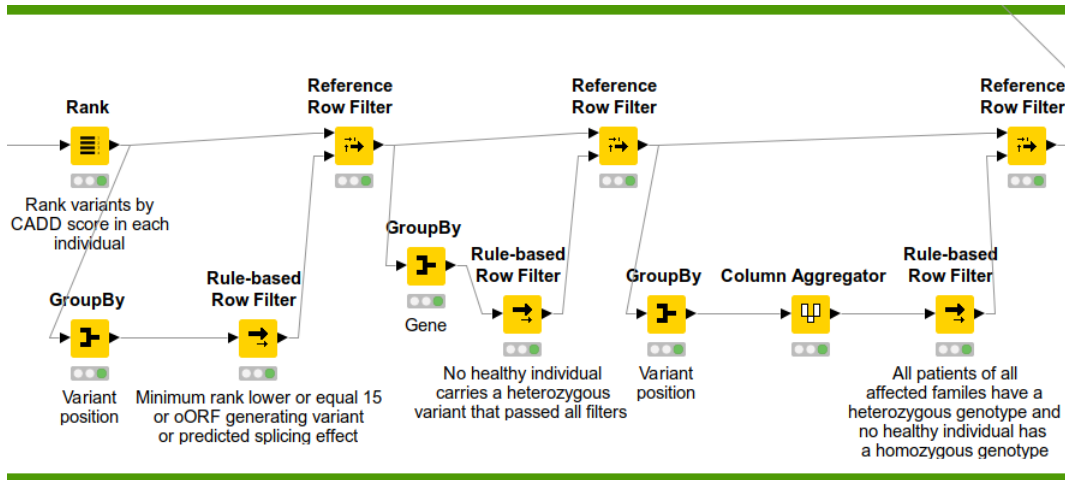 Rank
Rank variants by
CADD score in each
individual
GroupBy
Variant
position
Rule-based
Row Filter
Minimum rank lower or equal 15
or oORF generating variant
or predicted splicing effect
Reference
Row Filter
GroupBy
Gene
Rule-based
Row Filter
No healthy individual
carries a heterozygous
variant that passed all filters
Reference
Row Filter
GroupBy
Variant
position
Column Aggregator
Rule-based
Row Filter
All patients of all
affected familes have a
heterozygous genotype and
no healthy individual has
a homozygous genotype
Reference
Row Filter